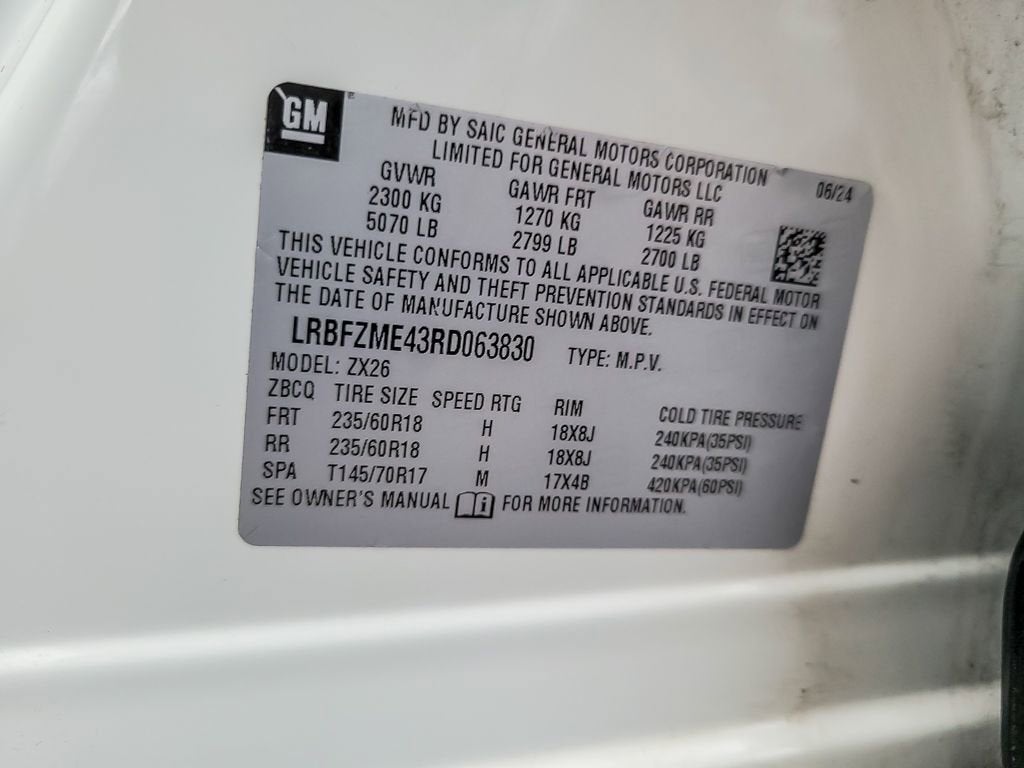 GM
MFD BY SAIC GENERAL MOTORS CORPORATION
LIMITED FOR GENERAL MOTORS LLC
06/24
GVWR GAWR FRT GAWR RR
2300 KG 1270 KG 1225 KG
5070 LB 2799 LB 2700 LB
THIS VEHICLE CONFORMS TO ALL APPLICABLE U.S. FEDERAL MOTOR
VEHICLE SAFETY AND THEFT PREVENTION STANDARDS IN EFFECT ON
THE DATE OF MANUFACTURE SHOWN ABOVE.
LRBFZME43RD063830 TYPE: M.P.V.
MODEL: ZX26
ZBCQ TIRE SIZE SPEED RTG RIM COLD TIRE PRESSURE
FRT 235/60R18 H 18X8J 240KPA(35PSI)
RR 235/60R18 H 18X8J 240KPA(35PSI)
SPA T145/70R17 M 17X4B 420KPA(60PSI)
SEE OWNER'S MANUAL i FOR MORE INFORMATION.